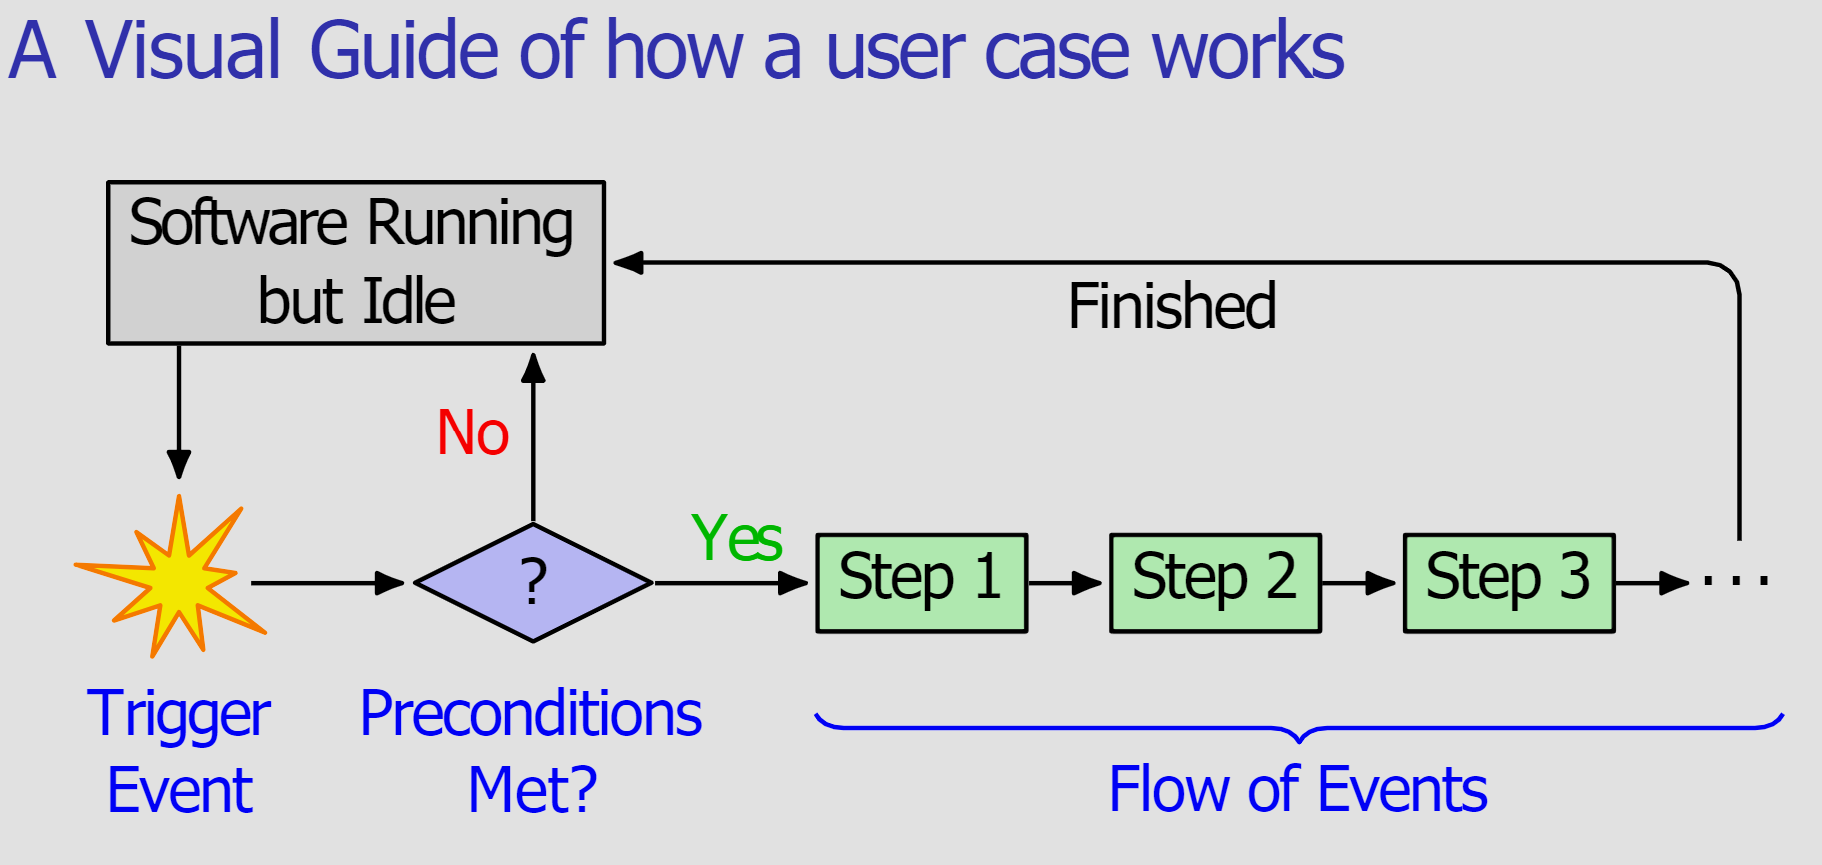 A Visual Guide of how a user case works
Software Running
but Idle
Finished
No
Yes
?
Step 1
Step 2
Step 3
...
Trigger
Event
Preconditions
Met?
Flow of Events